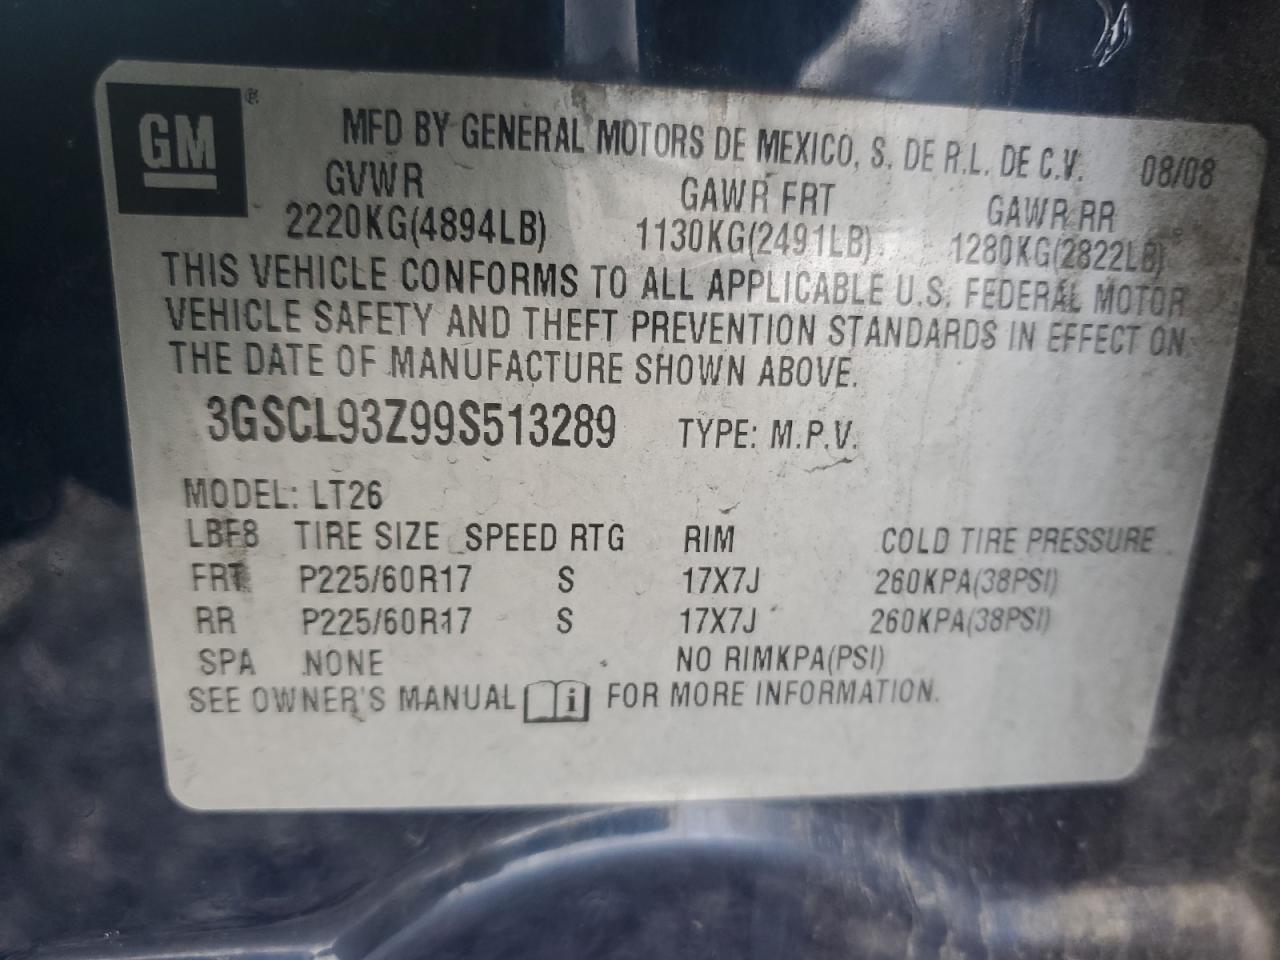 GM ®
MFD BY GENERAL MOTORS DE MEXICO, S. DE R.L. DE C.V. 08/08
GVWR GAWR FRT GAWR RR
2220KG(4894LB) 1130KG(2491LB) 1280KG(2822LB)
THIS VEHICLE CONFORMS TO ALL APPLICABLE U.S. FEDERAL MOTOR
VEHICLE SAFETY AND THEFT PREVENTION STANDARDS IN EFFECT ON
THE DATE OF MANUFACTURE SHOWN ABOVE.
3GSCL93Z99S513289 TYPE: M.P.V.
MODEL: LT26
LBF8 TIRE SIZE SPEED RTG RIM COLD TIRE PRESSURE
FRT P225/60R17 S 17X7J 260KPA(38PSI)
RR P225/60R17 S 17X7J 260KPA(38PSI)
SPA NONE NO RIMKPA(PSI)
SEE OWNER'S MANUAL i FOR MORE INFORMATION.